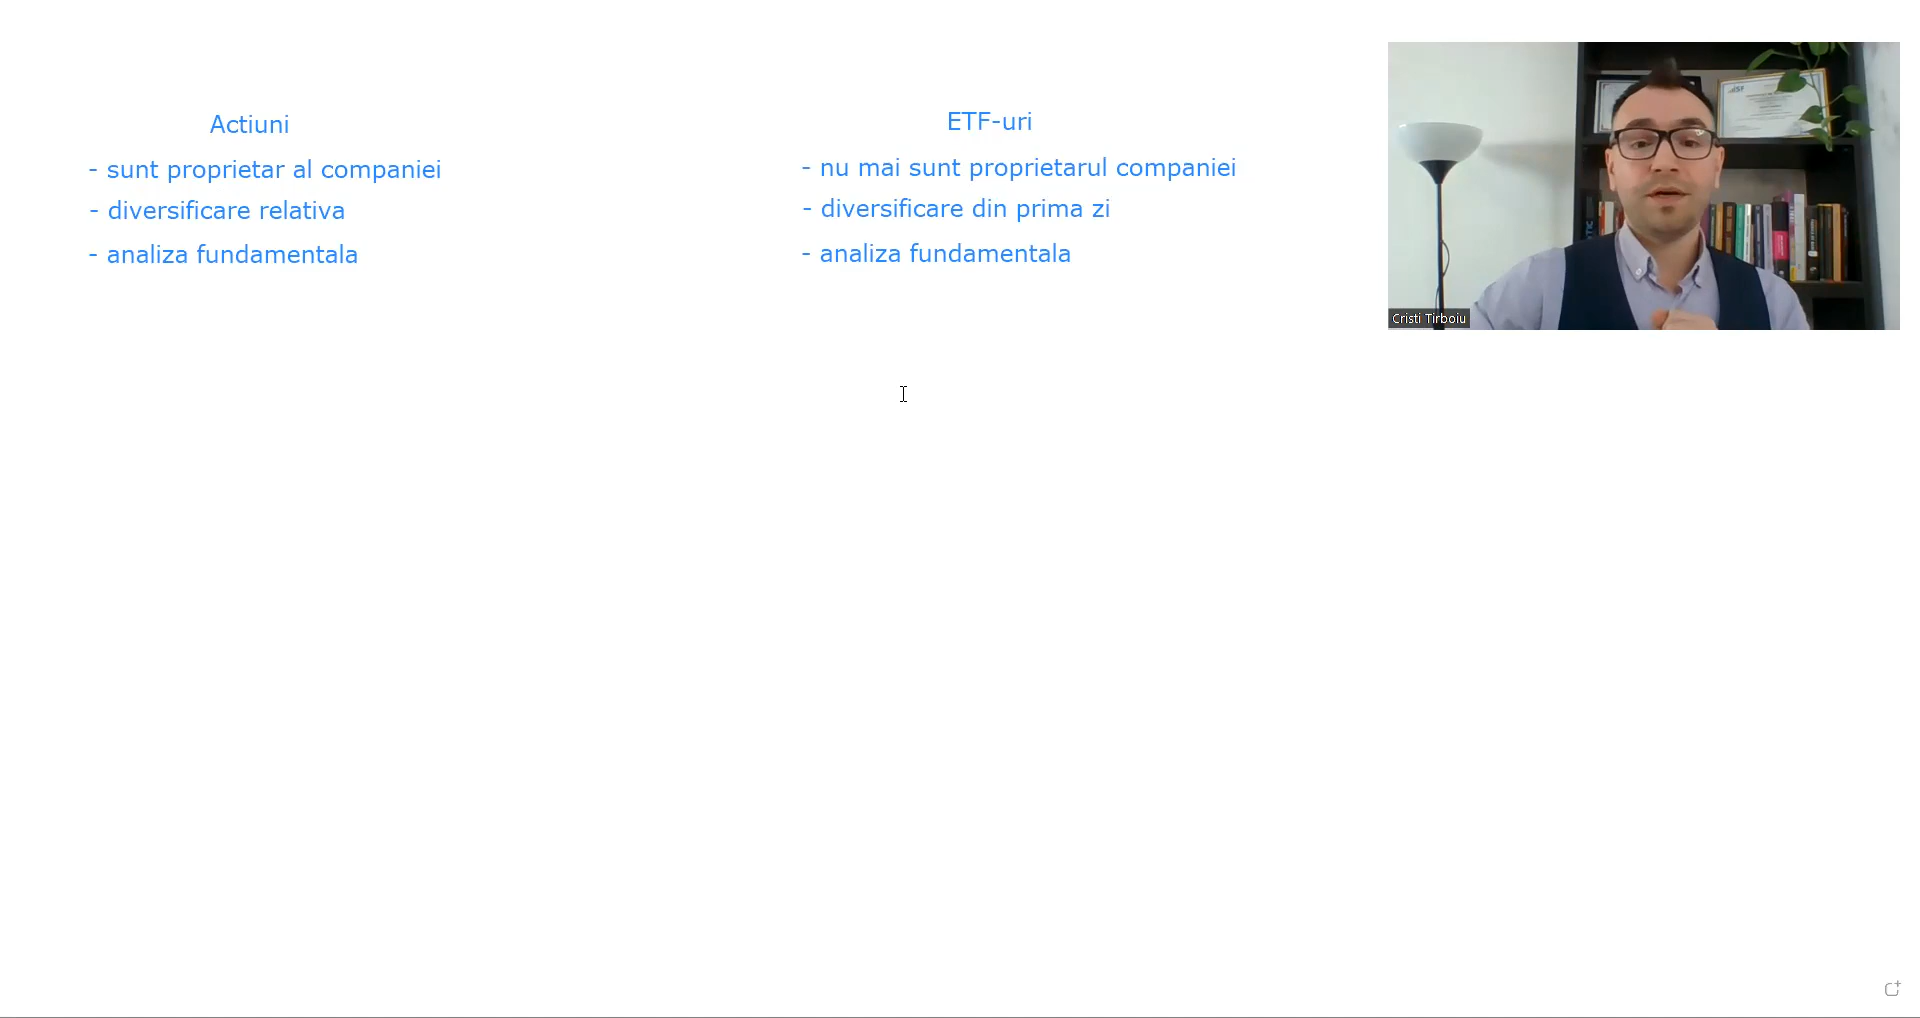 Actiuni
- sunt proprietar al companiei
- diversificare relativa
- analiza fundamentala
ETF-uri
- nu mai sunt proprietarul companiei
- diversificare din prima zi
- analiza fundamentala
Cristi Tirboiu